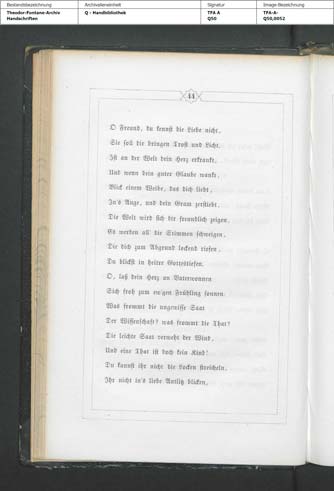 Bestandsbezeichnung Archivalieneinheit Signatur Image-Bezeichnung
Theodor-Fontane-Archiv Q - Handbibliothek TFA A TFA-A-
Handschriften Q50 Q50,0052
44
O Freund, du kennst die Liebe nicht,
Sie soll dir bringen Trost und Licht,
Ist an der Welt dein Herz erkrankt,
Und wenn dein guter Glaube wankt,
Blick einem Weibe, das dich liebt,
In's Auge, und dein Gram zerstiebt.
Die Welt wird sich dir freundlich zeigen,
Es werden all' die Stimmen schweigen,
Die dich zum Abgrund lockend riefen,
Du blickst in heitre Gottestiefen.
O, laß dein Herz an Vaterwonnen
Sich froh zum ew'gen Frühling sonnen.
Was frommt die ungewisse Saat
Der Wissenschaft? was frommt die That?
Die leichte Saat verweht der Wind,
Und eine That ist doch kein Kind!
Du kannst ihr nicht die Locken streicheln,
Ihr nicht in's liebe Antlitz blicken,